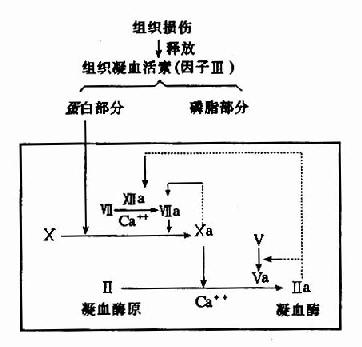 组织损伤
释放
组织凝血活素(因子Ⅲ)
蛋白部分 磷脂部分
Ⅻa
Ⅶ Ⅶa
Ca⁺⁺
X Xa V
Va
Ⅱ Ca⁺⁺ Ⅱa
凝血酶原 凝血酶